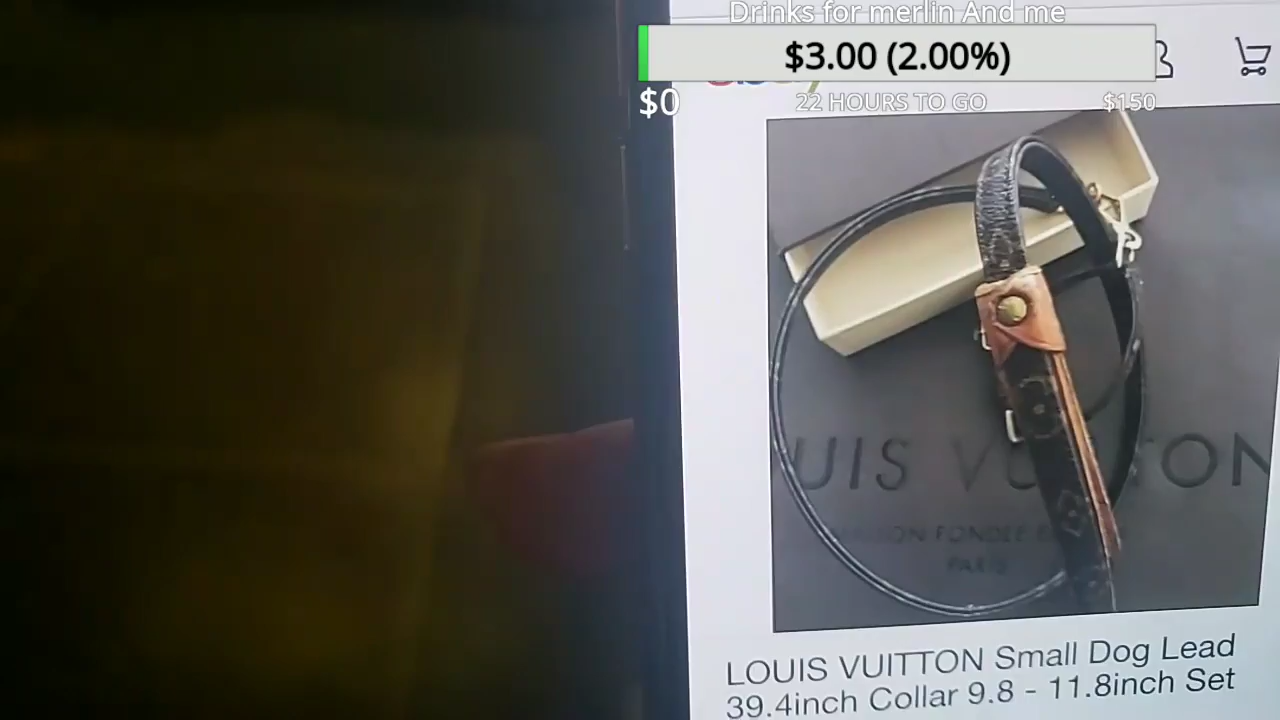 Drinks for merlin And me
$3.00 (2.00%)
$0
22 HOURS TO GO
$150
UIS VUITTON
PARIS
LOUIS VUITTON Small Dog Lead
39.4inch Collar 9.8 - 11.8inch Set